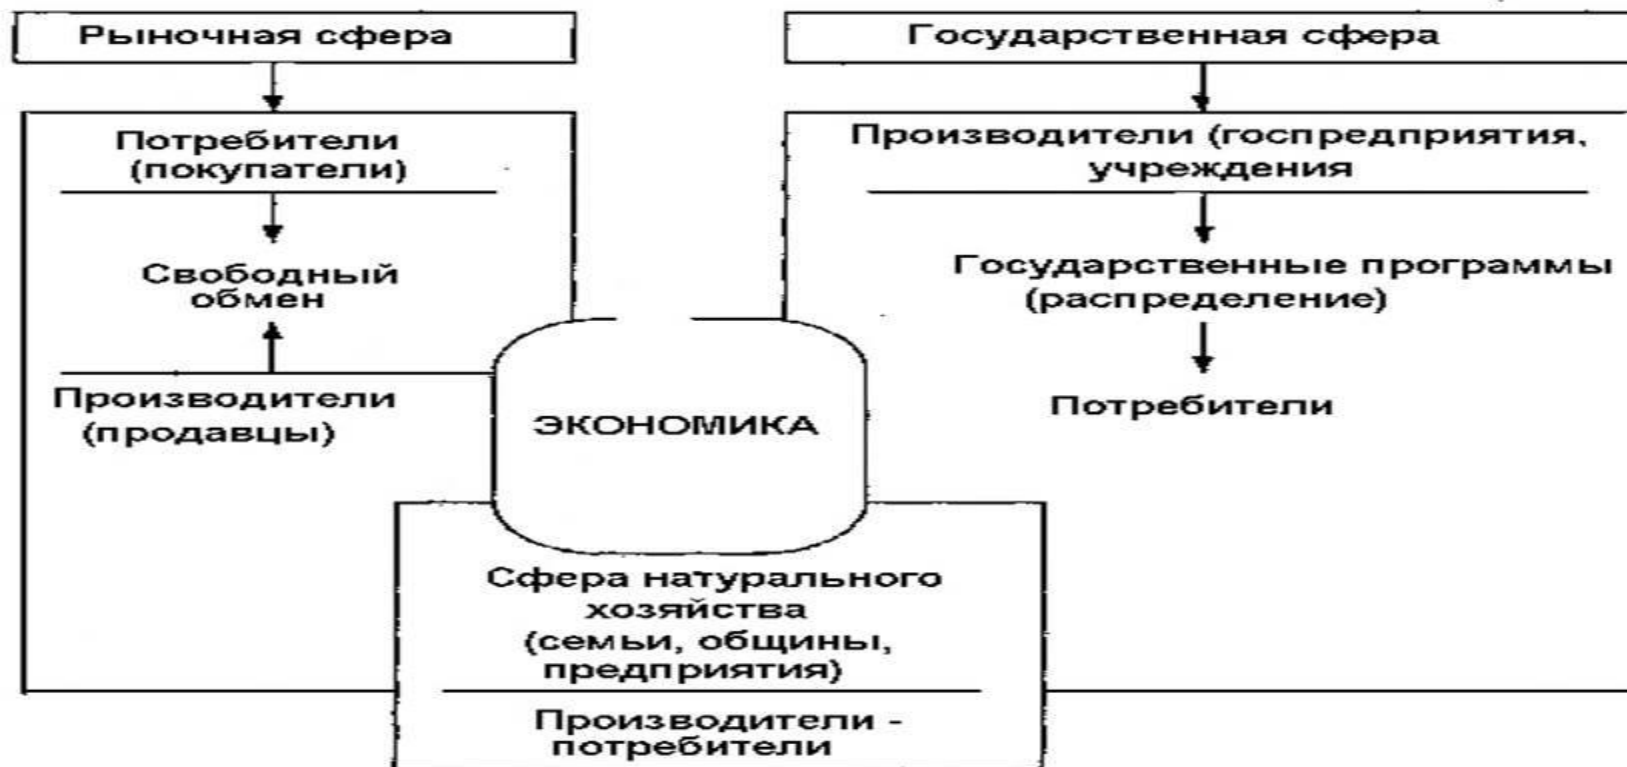 Рыночная сфера
Потребители
(покупатели)
Свободный
обмен
Производители
(продавцы)
Государственная сфера
Производители (госпредприятия,
учреждения
Государственные программы
(распределение)
Потребители
ЭКОНОМИКА
Сфера натурального
хозяйства
(семьи, общины,
предприятия)
Производители -
потребители